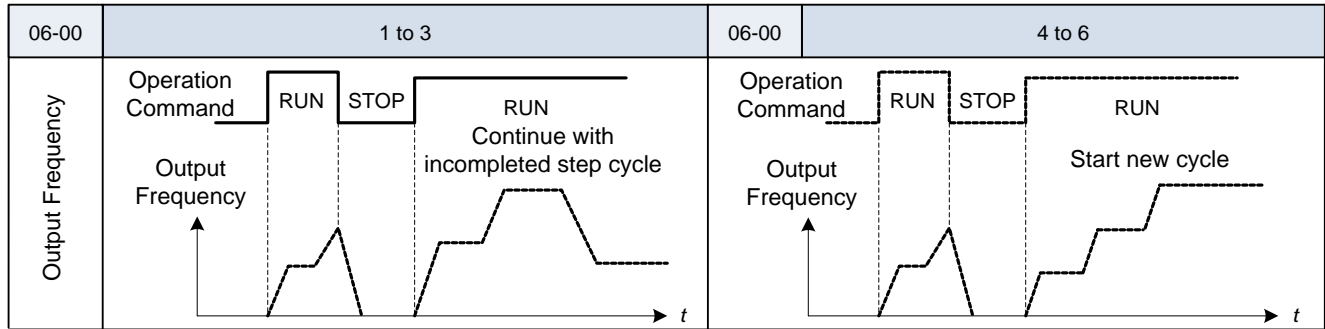 06-00
1 to 3
06-00
4 to 6
Output Frequency
Operation
Command
RUN
STOP
RUN
Continue with
incompleted step cycle
Output
Frequency
t
Operation
Command
RUN
STOP
RUN
Start new cycle
Output
Frequency
t